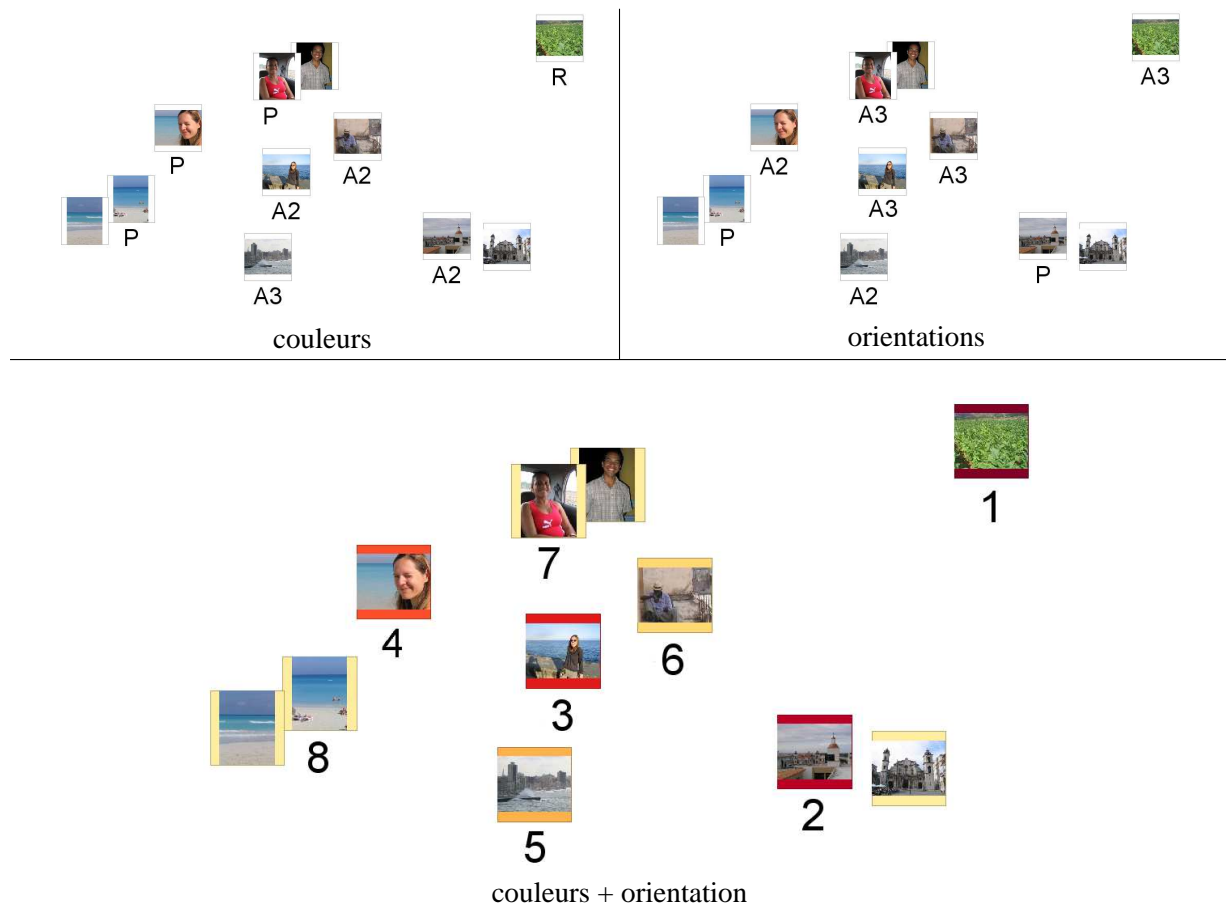 R
P
P
A2
A2
P
A2
A3
couleurs
A3
A3
A2
A3
A3
P
P
A2
orientations
1
7
4
6
3
8
2
5
couleurs + orientation